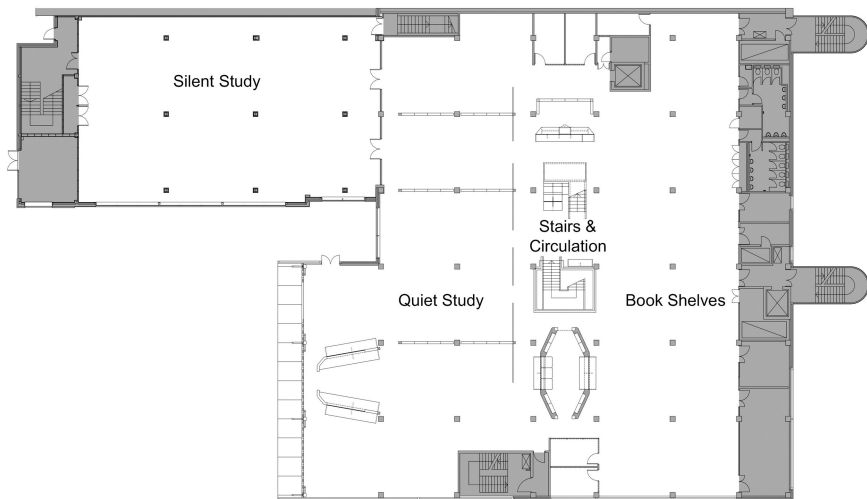 Silent Study
Stairs &
Circulation
Quiet Study
Book Shelves